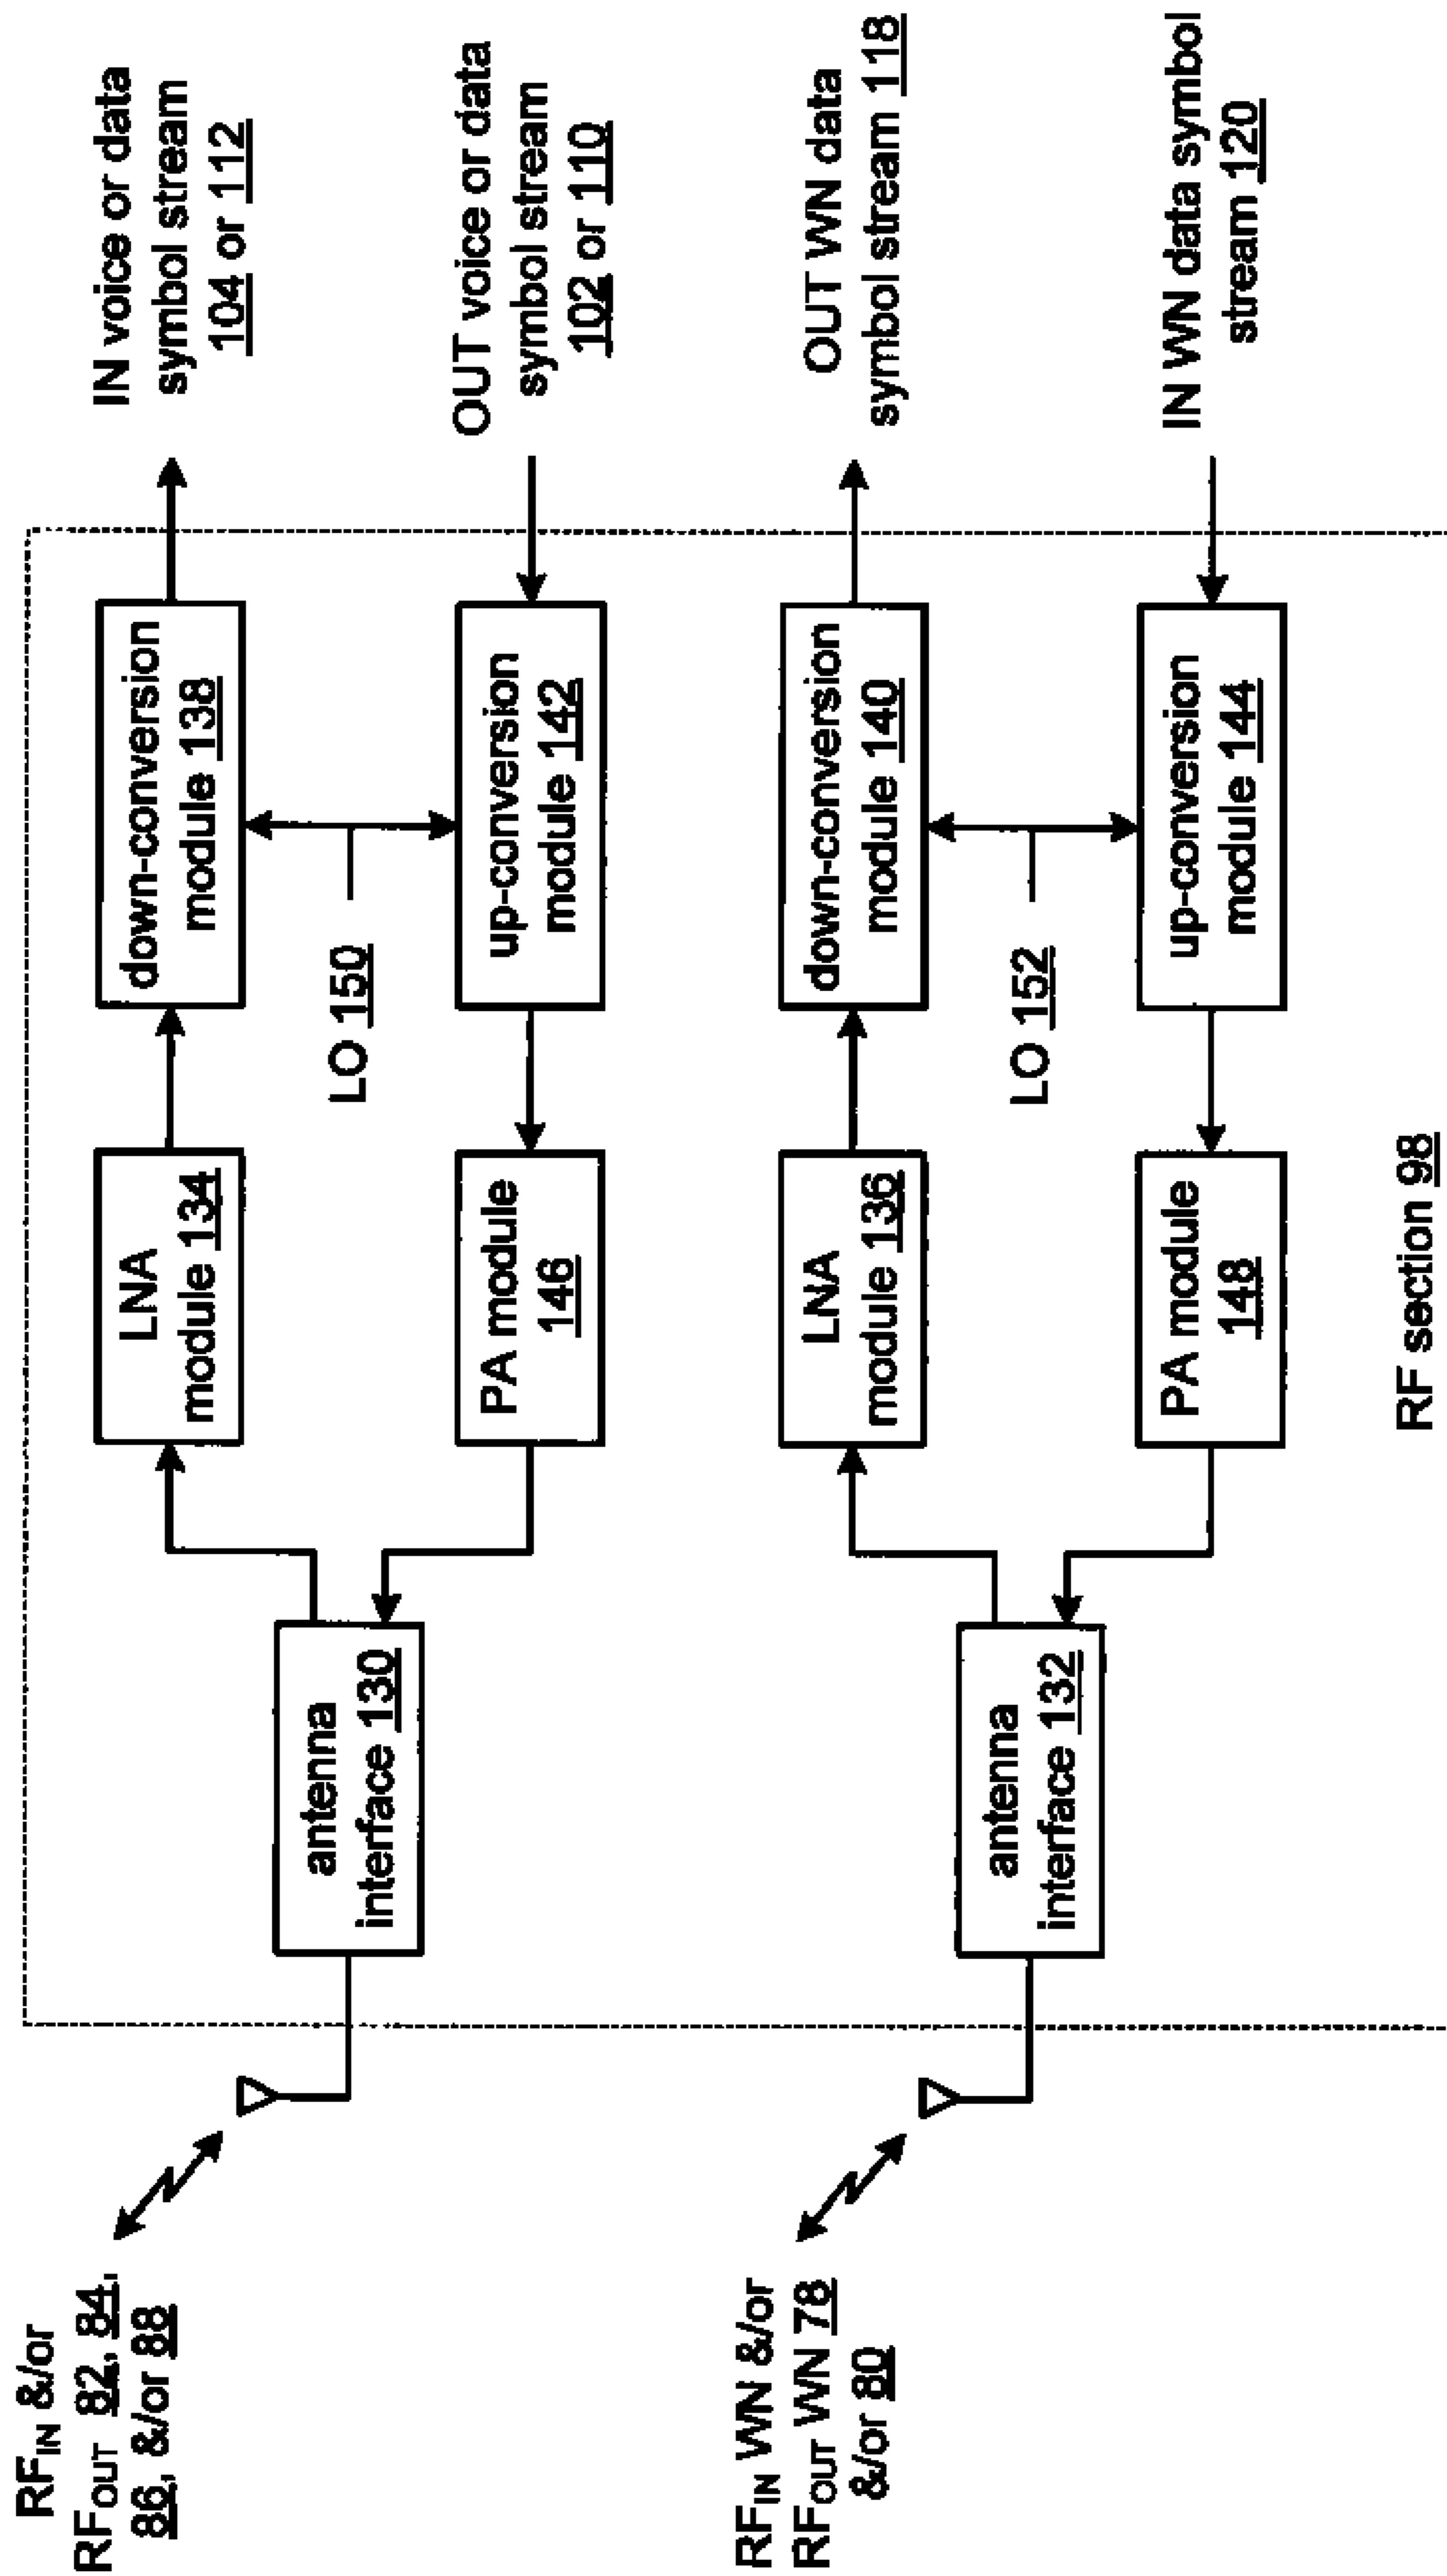 RFIN &/or
RFOUT 82, 84,
86, &/or 88
antenna
interface 130
LNA
module 134
down-conversion
module 138
IN voice or data
symbol stream
104 or 112
LO 150
PA module
146
up-conversion
module 142
OUT voice or data
symbol stream
102 or 110
RFIN WN &/or
RFOUT WN 78
&/or 80
antenna
interface 132
LNA
module 136
down-conversion
module 140
OUT WN data
symbol stream 118
LO 152
PA module
148
up-conversion
module 144
IN WN data symbol
stream 120
RF section 98